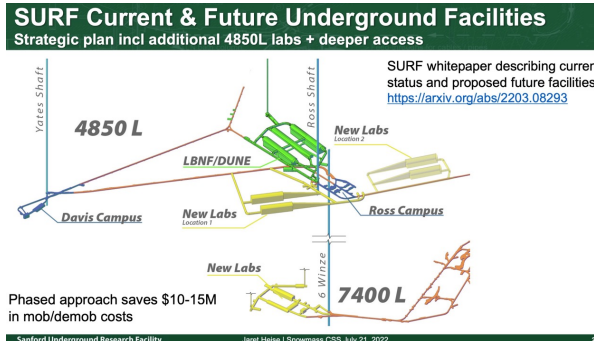 SURF Current & Future Underground Facilities
Strategic plan incl additional 4850L labs + deeper access
SURF whitepaper describing curren
status and proposed future facilities
https://arxiv.org/abs/2203.08293
Yates Shaft
Ross Shaft
4850 L
New Labs
Location 2
LBNF/DUNE
Davis Campus
New Labs
Location 1
Ross Campus
6 Winze
New Labs
7400 L
Phased approach saves $10-15M
in mob/demob costs
Sanford Underground Research Facility
Jaret Heise | Snowmass CSS, July 21, 2022